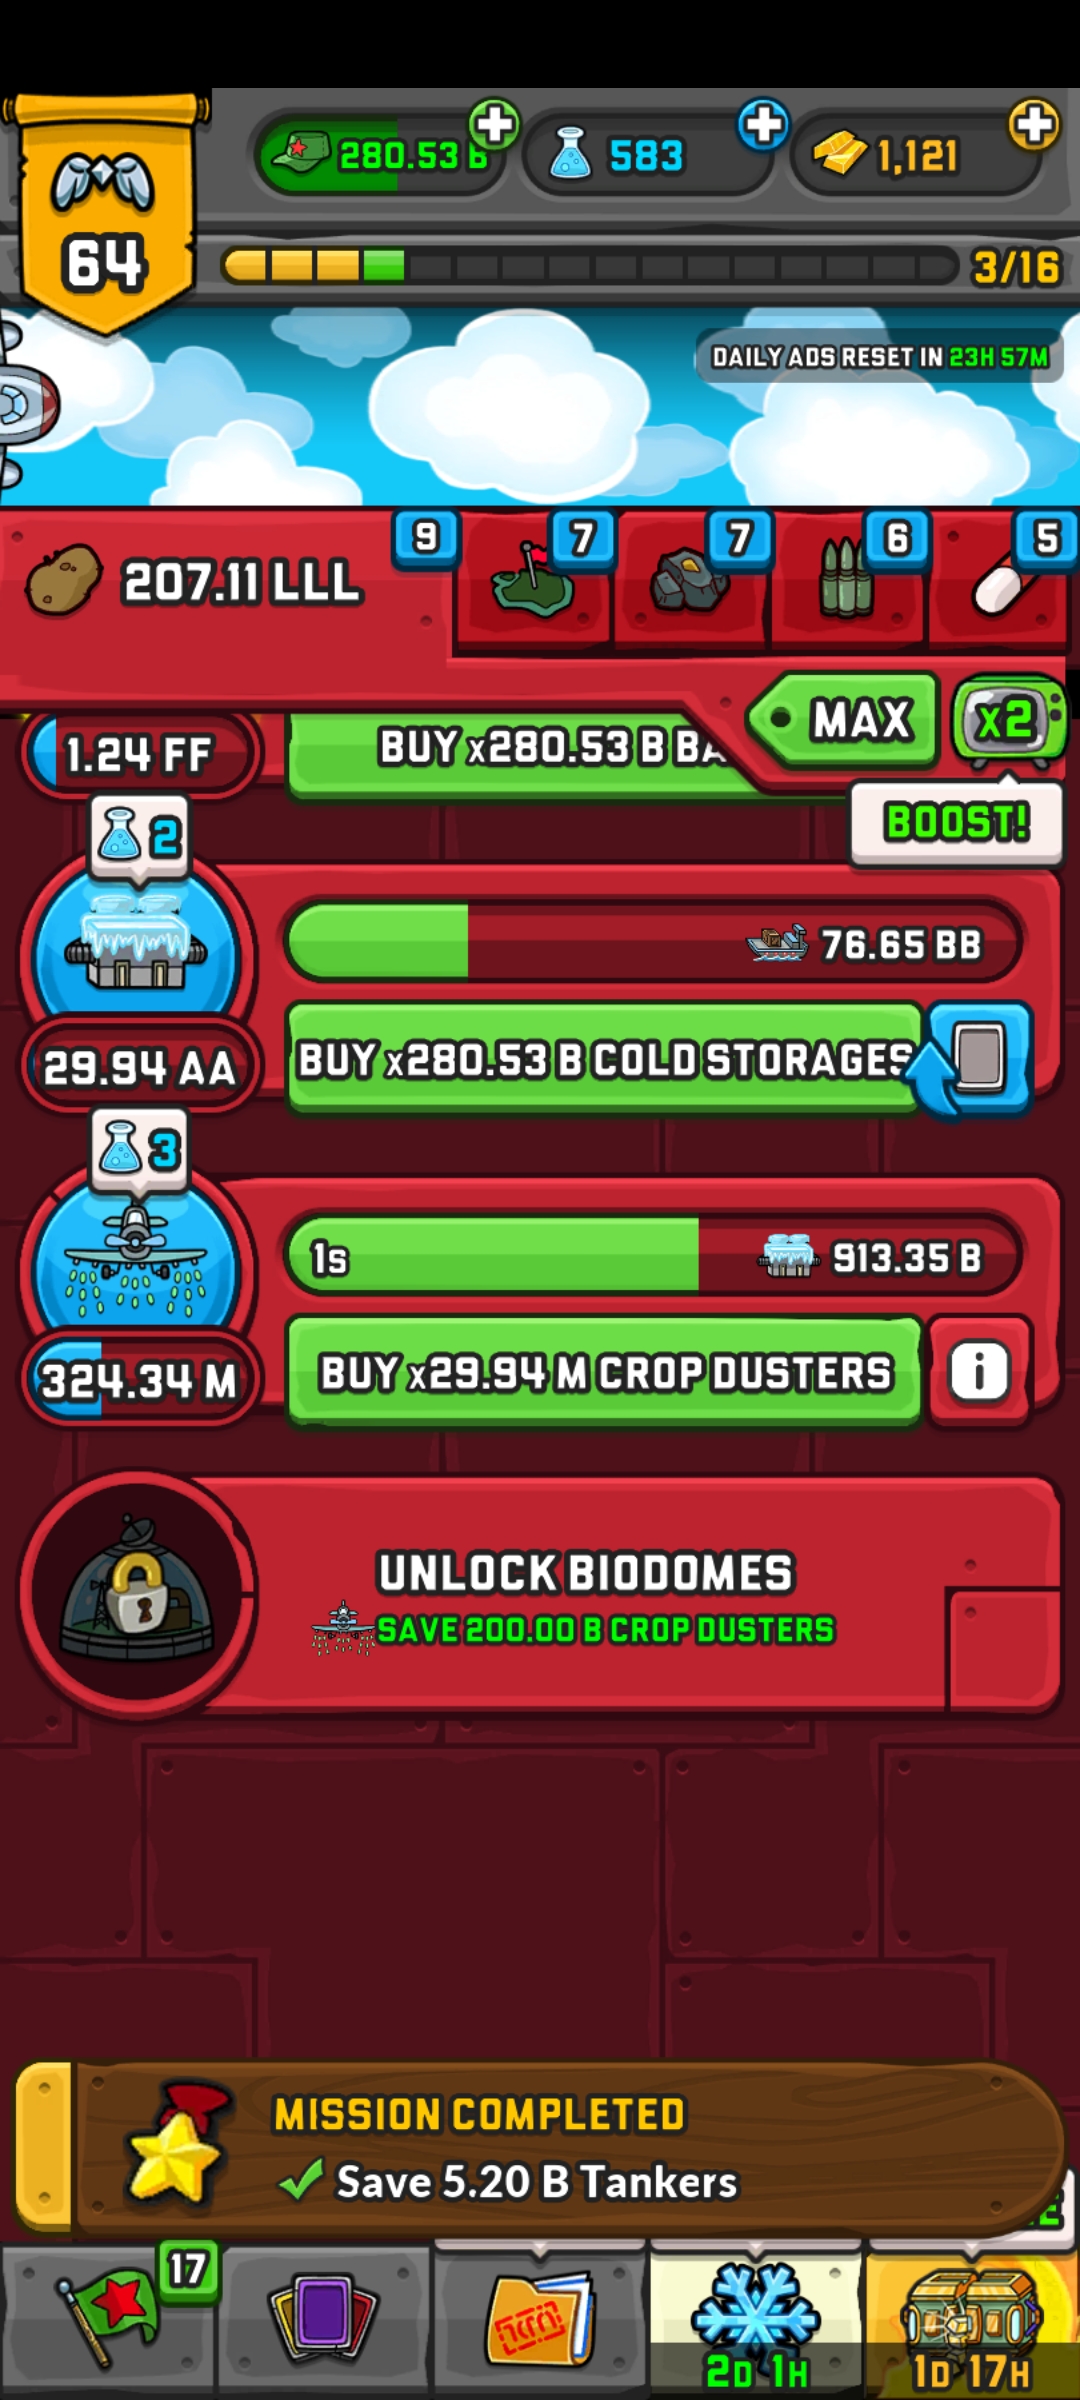 64
280.53 B
583
1,121
3/16
DAILY ADS RESET IN 23H 57M
207.11 LLL
9
7
7
6
5
MAX
x2
BOOST!
1.24 FF
BUY x280.53 B BA
2
76.65 BB
29.94 AA
BUY x280.53 B COLD STORAGES
3
1s
913.35 B
324.34 M
BUY x29.94 M CROP DUSTERS
i
UNLOCK BIODOMES
SAVE 200.00 B CROP DUSTERS
MISSION COMPLETED
Save 5.20 B Tankers
17
2D 1H
1D 17H